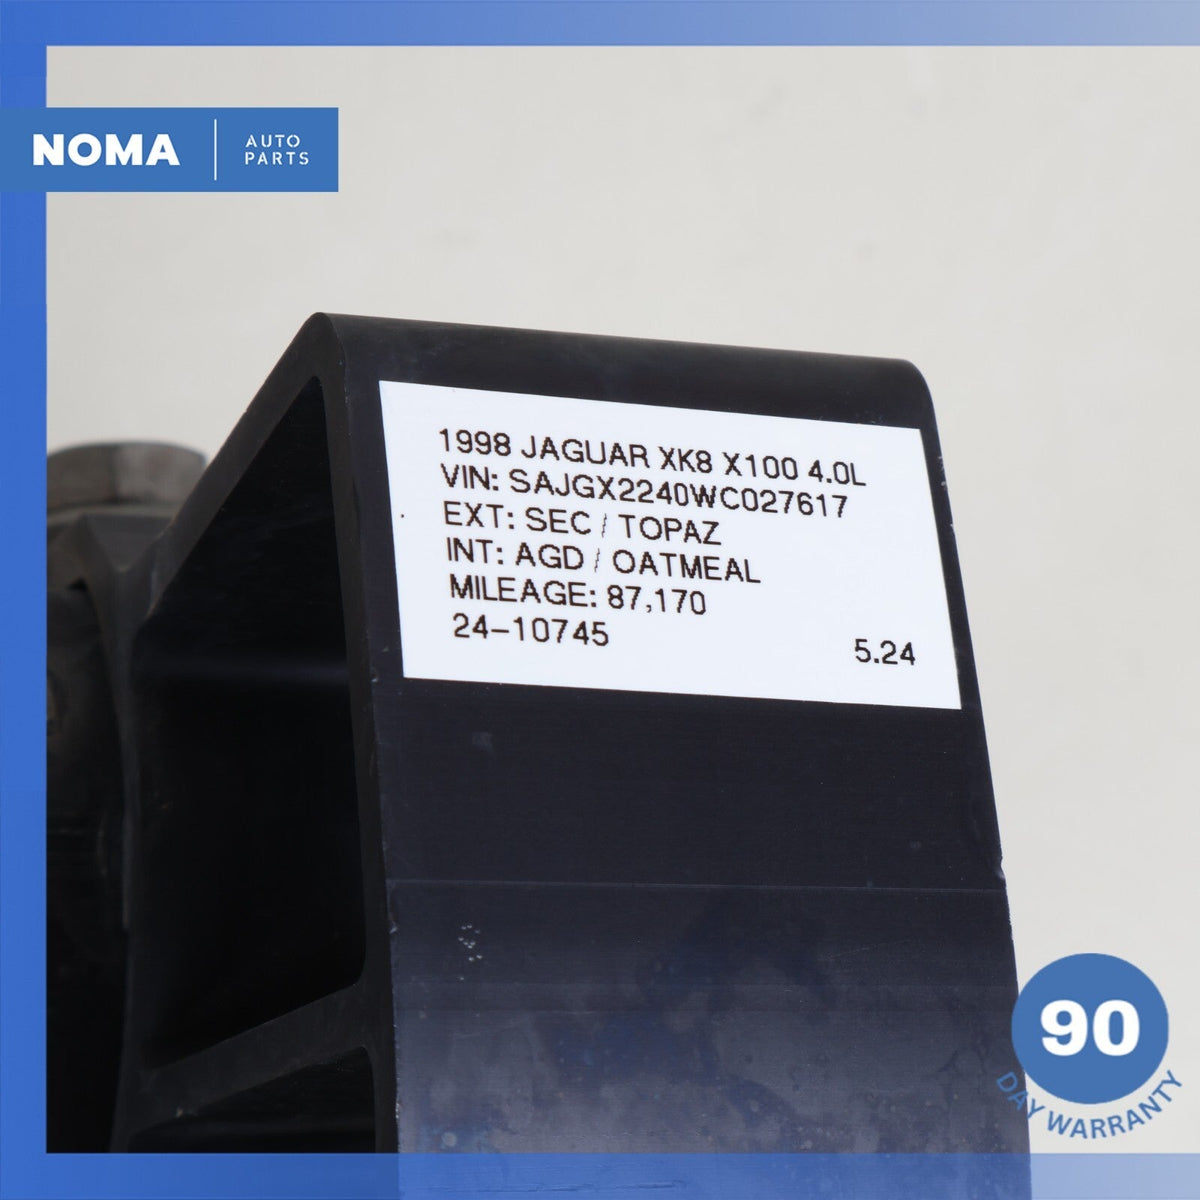 NOMA
AUTO
PARTS
1998 JAGUAR XK8 X100 4.0L
VIN: SAJGX2240WC027617
EXT: SEC / TOPAZ
INT: AGD / OATMEAL
MILEAGE: 87,170
24-10745
5.24
90
DAY WARRANTY